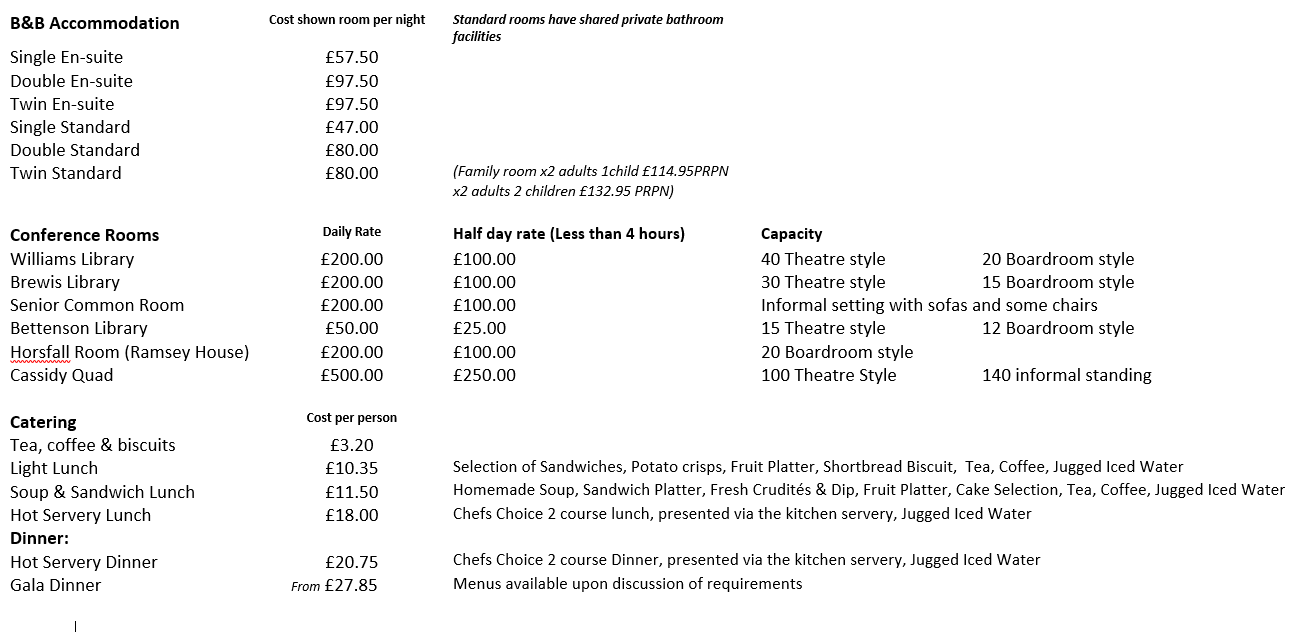 B&B Accommodation Cost shown room per night Standard rooms have shared private bathroom
facilities
Single En-suite £57.50
Double En-suite £97.50
Twin En-suite £97.50
Single Standard £47.00
Double Standard £80.00
Twin Standard £80.00 (Family room x2 adults 1child £114.95PRPN
x2 adults 2 children £132.95 PRPN)
Conference Rooms Daily Rate Half day rate (Less than 4 hours) Capacity
Williams Library £200.00 £100.00 40 Theatre style 20 Boardroom style
Brewis Library £200.00 £100.00 30 Theatre style 15 Boardroom style
Senior Common Room £200.00 £100.00 Informal setting with sofas and some chairs
Bettenson Library £50.00 £25.00 15 Theatre style 12 Boardroom style
Horsfall Room (Ramsey House) £200.00 £100.00 20 Boardroom style
Cassidy Quad £500.00 £250.00 100 Theatre Style 140 informal standing
Catering Cost per person
Tea, coffee & biscuits £3.20
Light Lunch £10.35 Selection of Sandwiches, Potato crisps, Fruit Platter, Shortbread Biscuit, Tea, Coffee, Jugged Iced Water
Soup & Sandwich Lunch £11.50 Homemade Soup, Sandwich Platter, Fresh Crudités & Dip, Fruit Platter, Cake Selection, Tea, Coffee, Jugged Iced Water
Hot Servery Lunch £18.00 Chefs Choice 2 course lunch, presented via the kitchen servery, Jugged Iced Water
Dinner:
Hot Servery Dinner £20.75 Chefs Choice 2 course Dinner, presented via the kitchen servery, Jugged Iced Water
Gala Dinner From £27.85 Menus available upon discussion of requirements